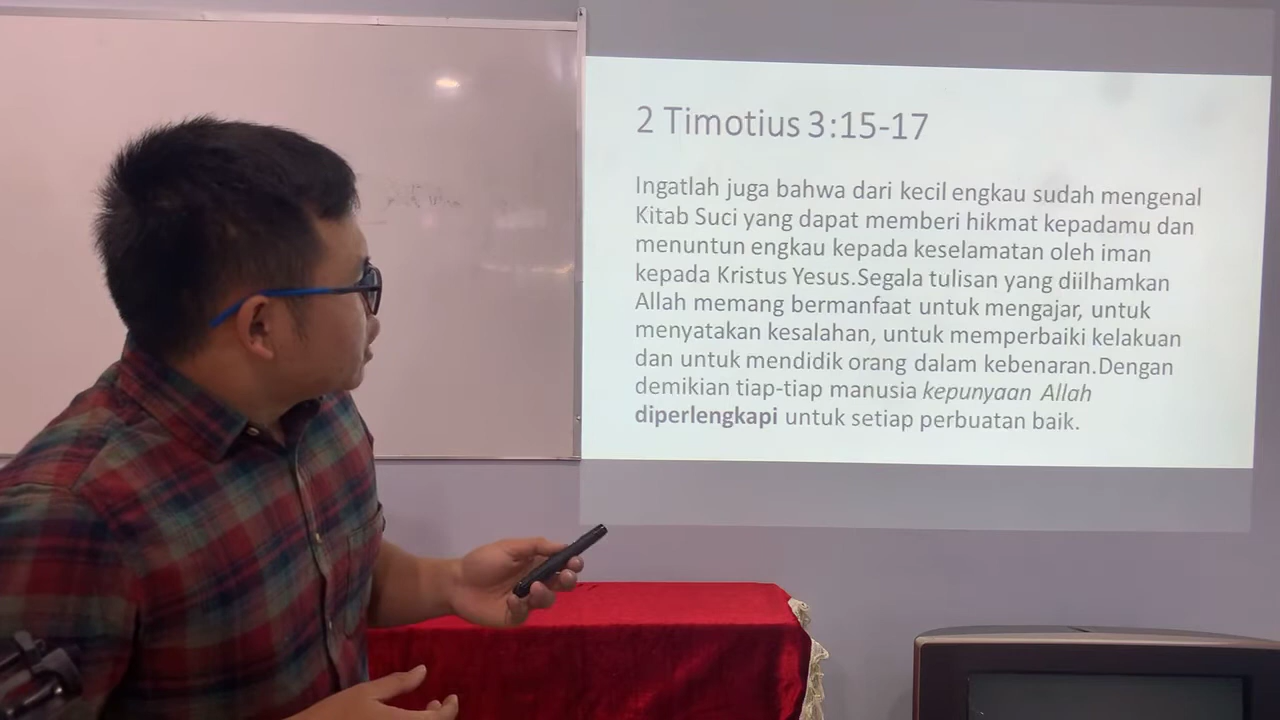 2 Timotius 3:15-17
Ingatlah juga bahwa dari kecil engkau sudah mengenal
Kitab Suci yang dapat memberi hikmat kepadamu dan
menuntun engkau kepada keselamatan oleh iman
kepada Kristus Yesus.Segala tulisan yang diilhamkan
Allah memang bermanfaat untuk mengajar, untuk
menyatakan kesalahan, untuk memperbaiki kelakuan
dan untuk mendidik orang dalam kebenaran.Dengan
demikian tiap-tiap manusia kepunyaan Allah
diperlengkapi untuk setiap perbuatan baik.